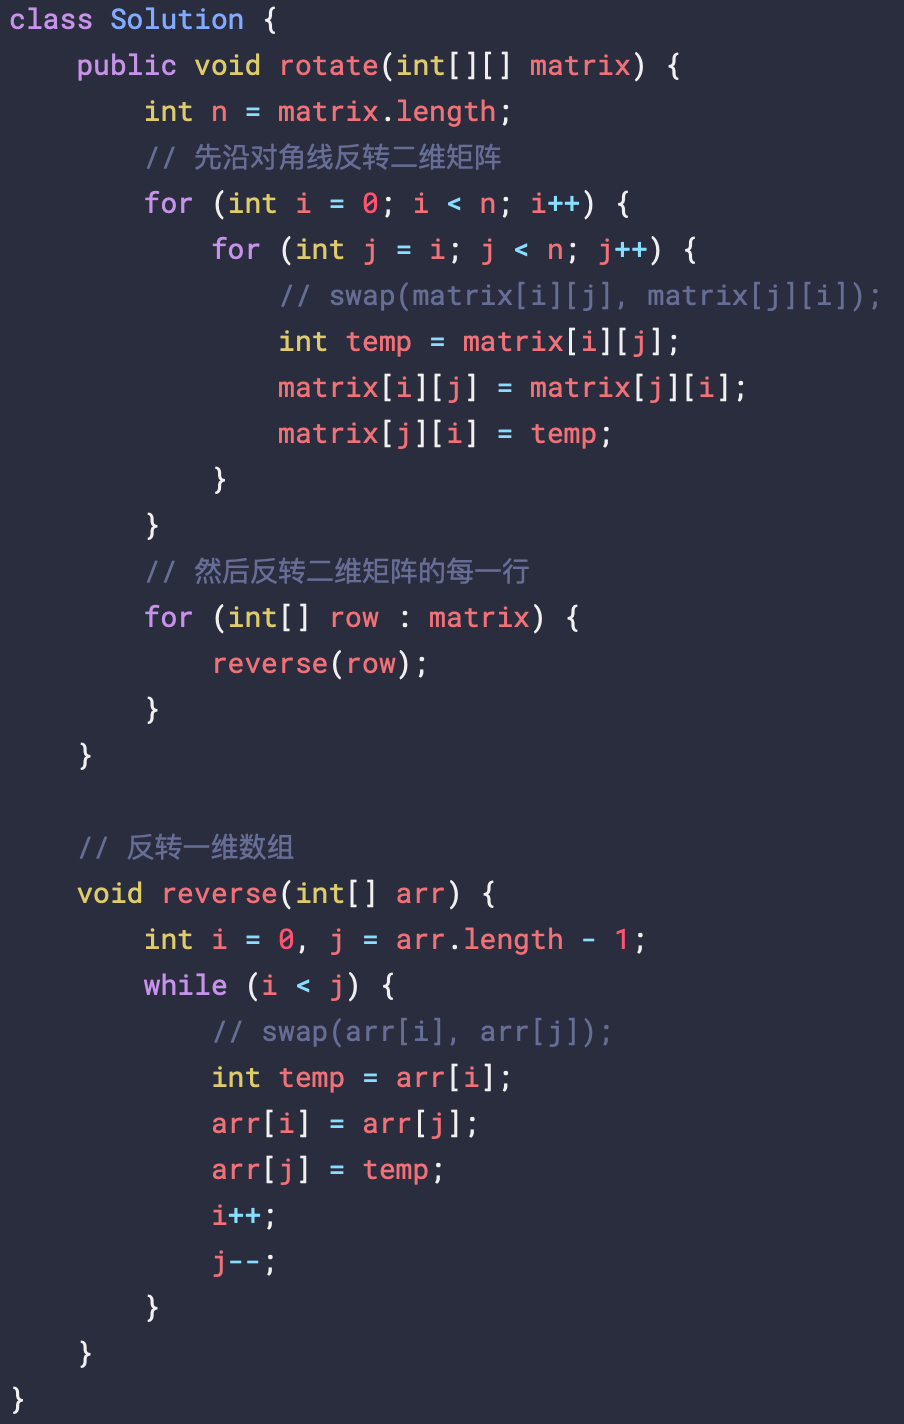 class Solution {
    public void rotate(int[][] matrix) {
        int n = matrix.length;
        // 先沿对角线反转二维矩阵
        for (int i = 0; i < n; i++) {
            for (int j = i; j < n; j++) {
                // swap(matrix[i][j], matrix[j][i]);
                int temp = matrix[i][j];
                matrix[i][j] = matrix[j][i];
                matrix[j][i] = temp;
            }
        }
        // 然后反转二维矩阵的每一行
        for (int[] row : matrix) {
            reverse(row);
        }
    }

    // 反转一维数组
    void reverse(int[] arr) {
        int i = 0, j = arr.length - 1;
        while (i < j) {
            // swap(arr[i], arr[j]);
            int temp = arr[i];
            arr[i] = arr[j];
            arr[j] = temp;
            i++;
            j--;
        }
    }
}